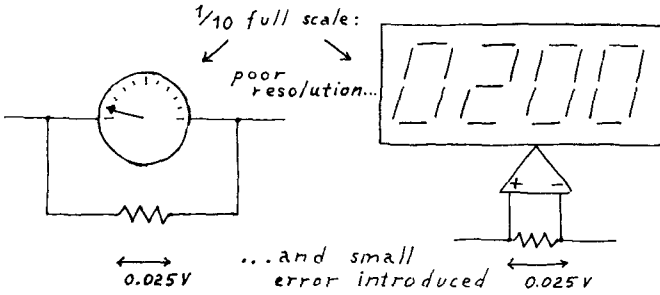 1/10 full scale:
poor
resolution...
0200
+ −
...and small
error introduced
0.025V
0.025V